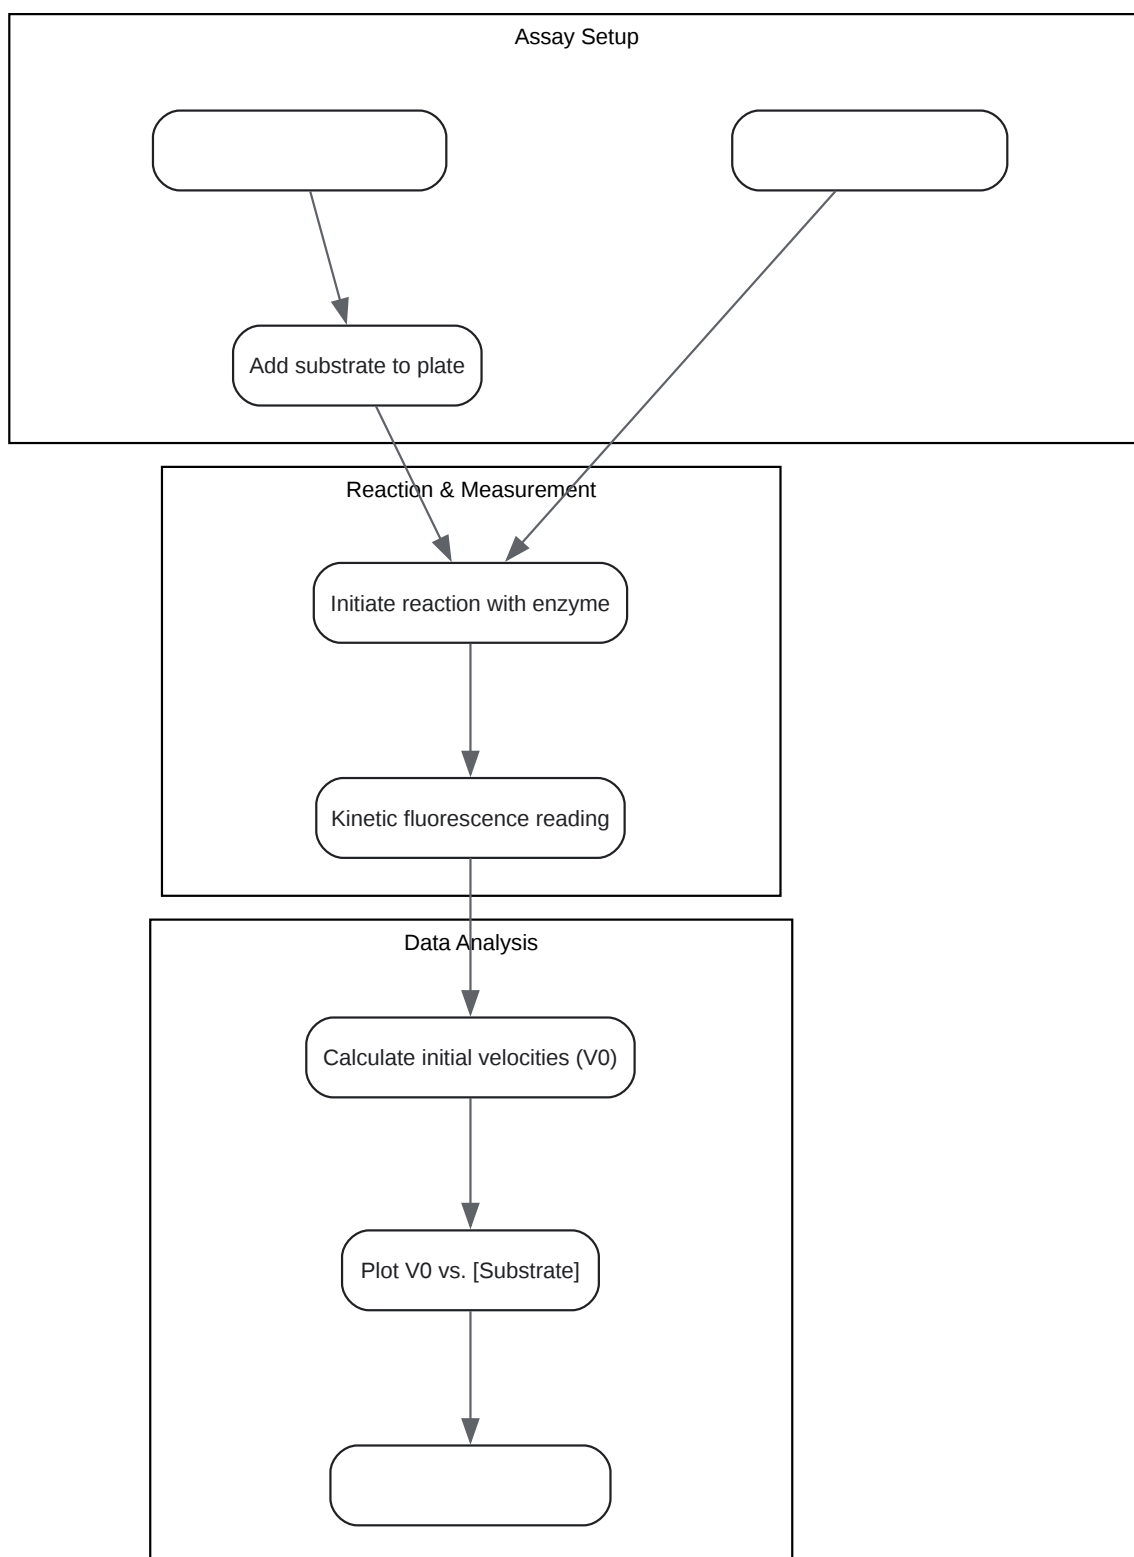 Assay Setup
Add substrate to plate
Reaction & Measurement
Initiate reaction with enzyme
Kinetic fluorescence reading
Data Analysis
Calculate initial velocities (V0)
Plot V0 vs. [Substrate]